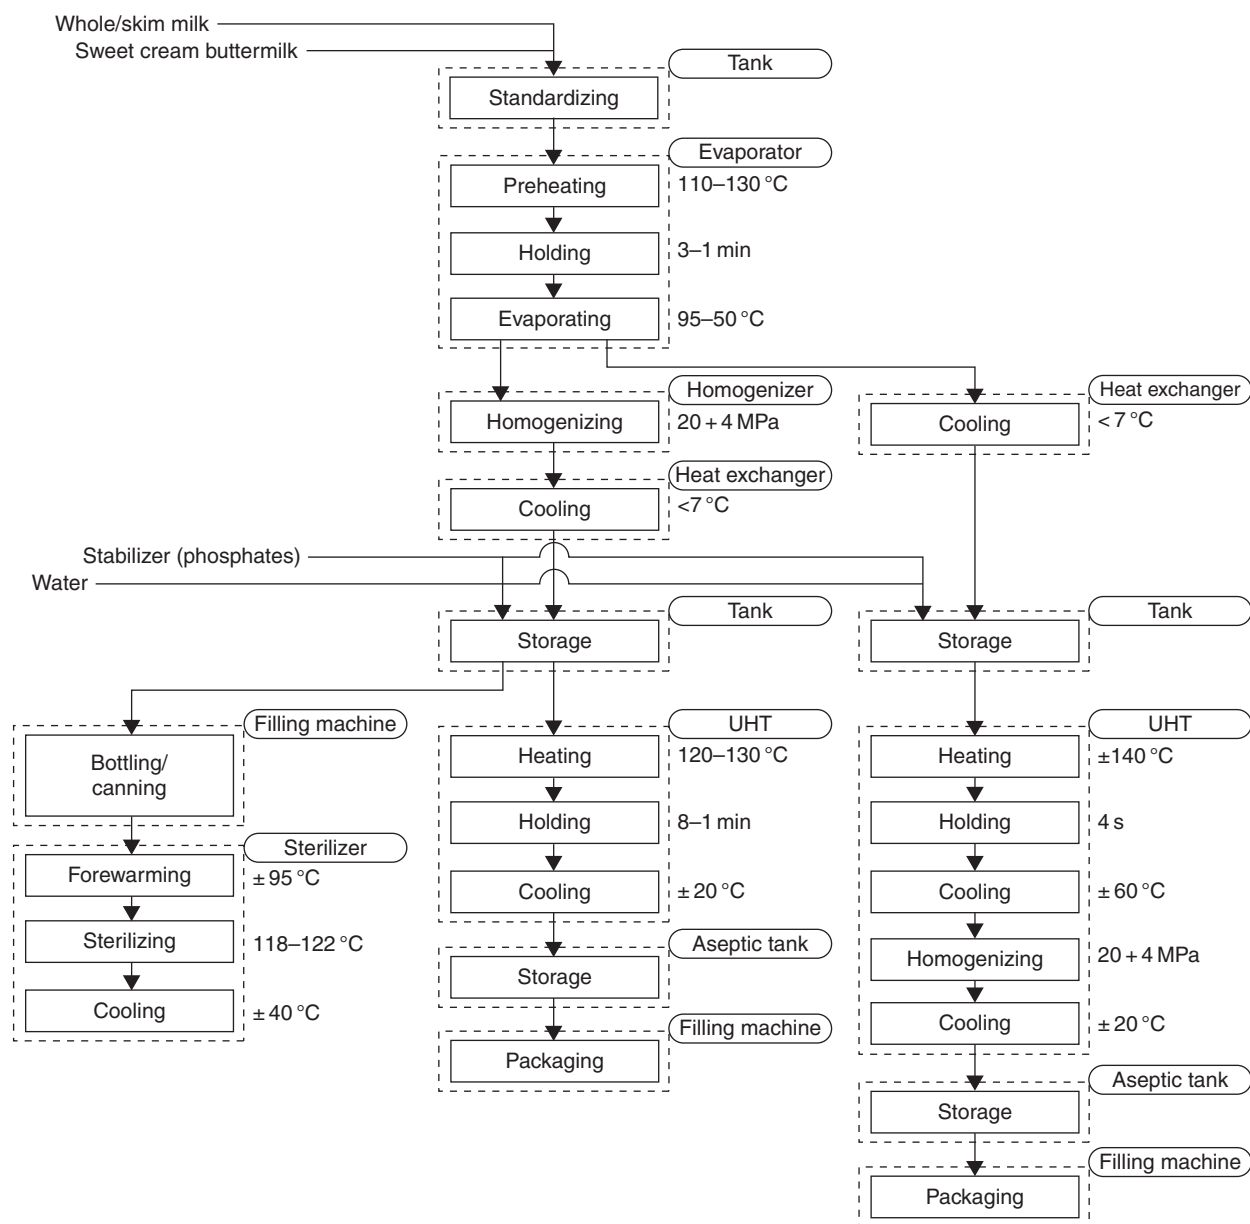 Whole/skim milk
Sweet cream buttermilk
Tank
Standardizing
Evaporator
Preheating
110–130 °C
Holding
3–1 min
Evaporating
95–50 °C
Homogenizer
Homogenizing
20 + 4 MPa
Heat exchanger
Cooling
< 7 °C
Heat exchanger
Cooling
<7 °C
Stabilizer (phosphates)
Water
Tank
Storage
Tank
Storage
Filling machine
Bottling/
canning
Sterilizer
Forewarming
± 95 °C
Sterilizing
118–122 °C
Cooling
± 40 °C
UHT
Heating
120–130 °C
Holding
8–1 min
Cooling
± 20 °C
Aseptic tank
Storage
Filling machine
Packaging
UHT
Heating
±140 °C
Holding
4 s
Cooling
± 60 °C
Homogenizing
20 + 4 MPa
Cooling
± 20 °C
Aseptic tank
Storage
Filling machine
Packaging